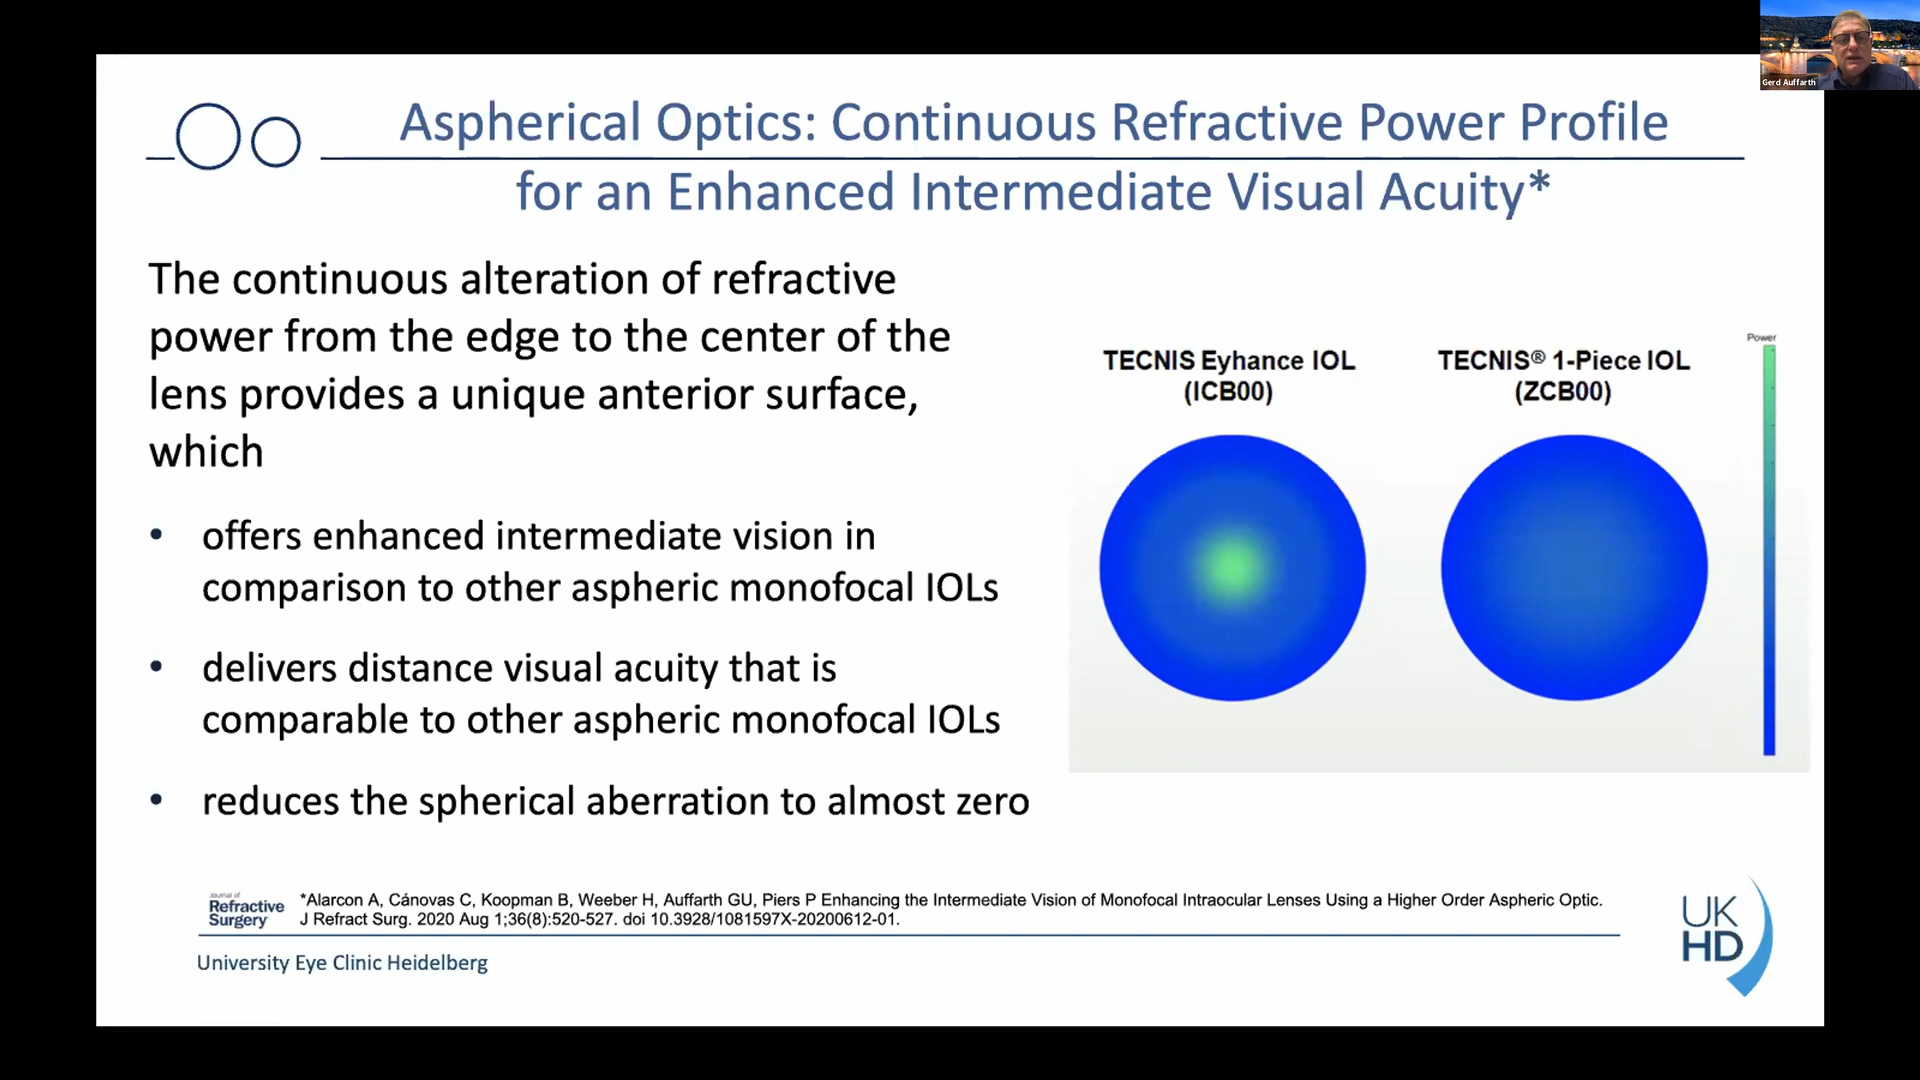 Gerd Auffarth
Aspherical Optics: Continuous Refractive Power Profile
for an Enhanced Intermediate Visual Acuity*
The continuous alteration of refractive
power from the edge to the center of the
lens provides a unique anterior surface,
which
• offers enhanced intermediate vision in
comparison to other aspheric monofocal IOLs
• delivers distance visual acuity that is
comparable to other aspheric monofocal IOLs
• reduces the spherical aberration to almost zero
Power
TECNIS Eyhance IOL
(ICB00)
TECNIS® 1-Piece IOL
(ZCB00)
Journal of
Refractive
Surgery
*Alarcon A, Cánovas C, Koopman B, Weeber H, Auffarth GU, Piers P Enhancing the Intermediate Vision of Monofocal Intraocular Lenses Using a Higher Order Aspheric Optic.
J Refract Surg. 2020 Aug 1;36(8):520-527. doi 10.3928/1081597X-20200612-01.
University Eye Clinic Heidelberg
UK
HD